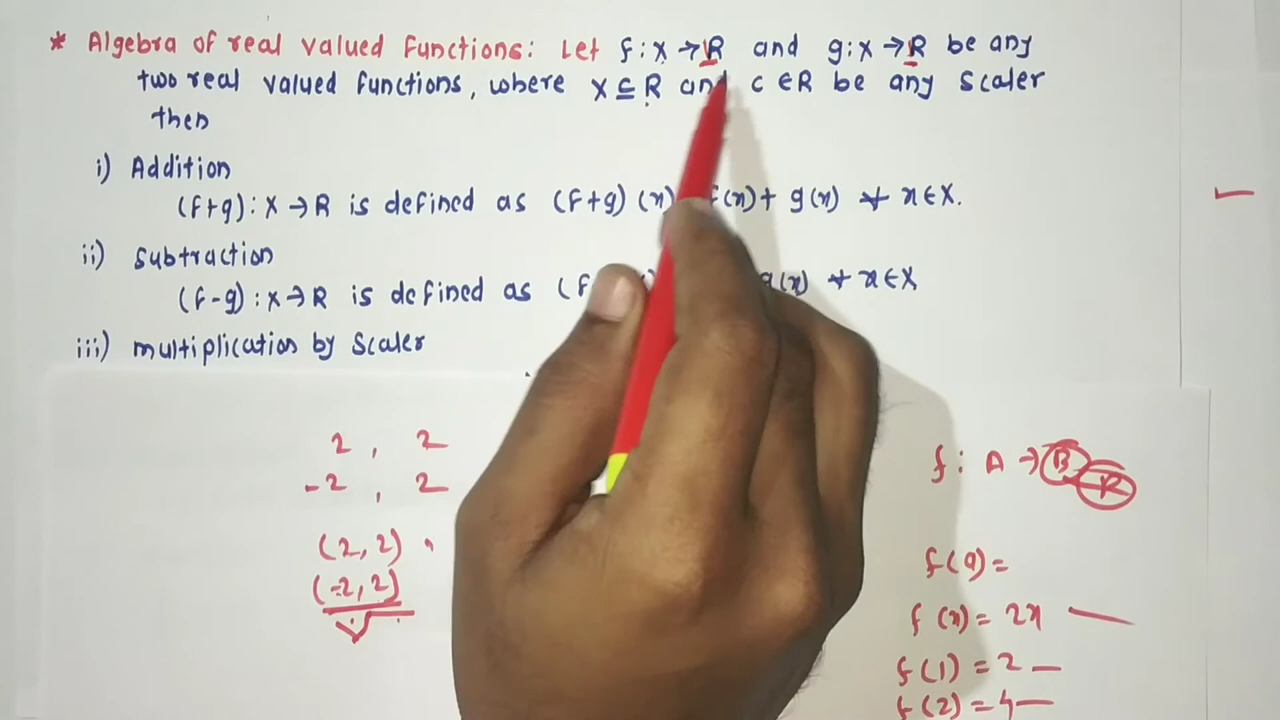 * Algebra of real valued functions: Let f: X → R and g: X → R be any
two real valued functions, where X ⊆ R and c ∈ R be any scaler
then
i) Addition
(f+g): X → R is defined as (f+g)(x) f(x) + g(x) ∀ x ∈ X.
ii) subtraction
(f-g): X → R is defined as (f g(x) ∀ x ∈ X
iii) multiplication by scaler
2 , 2
-2 , 2
(2, 2)
(-2, 2)
f: A → B R
f(a) =
f(x) = 2x
f(1) = 2
f(2) = 4